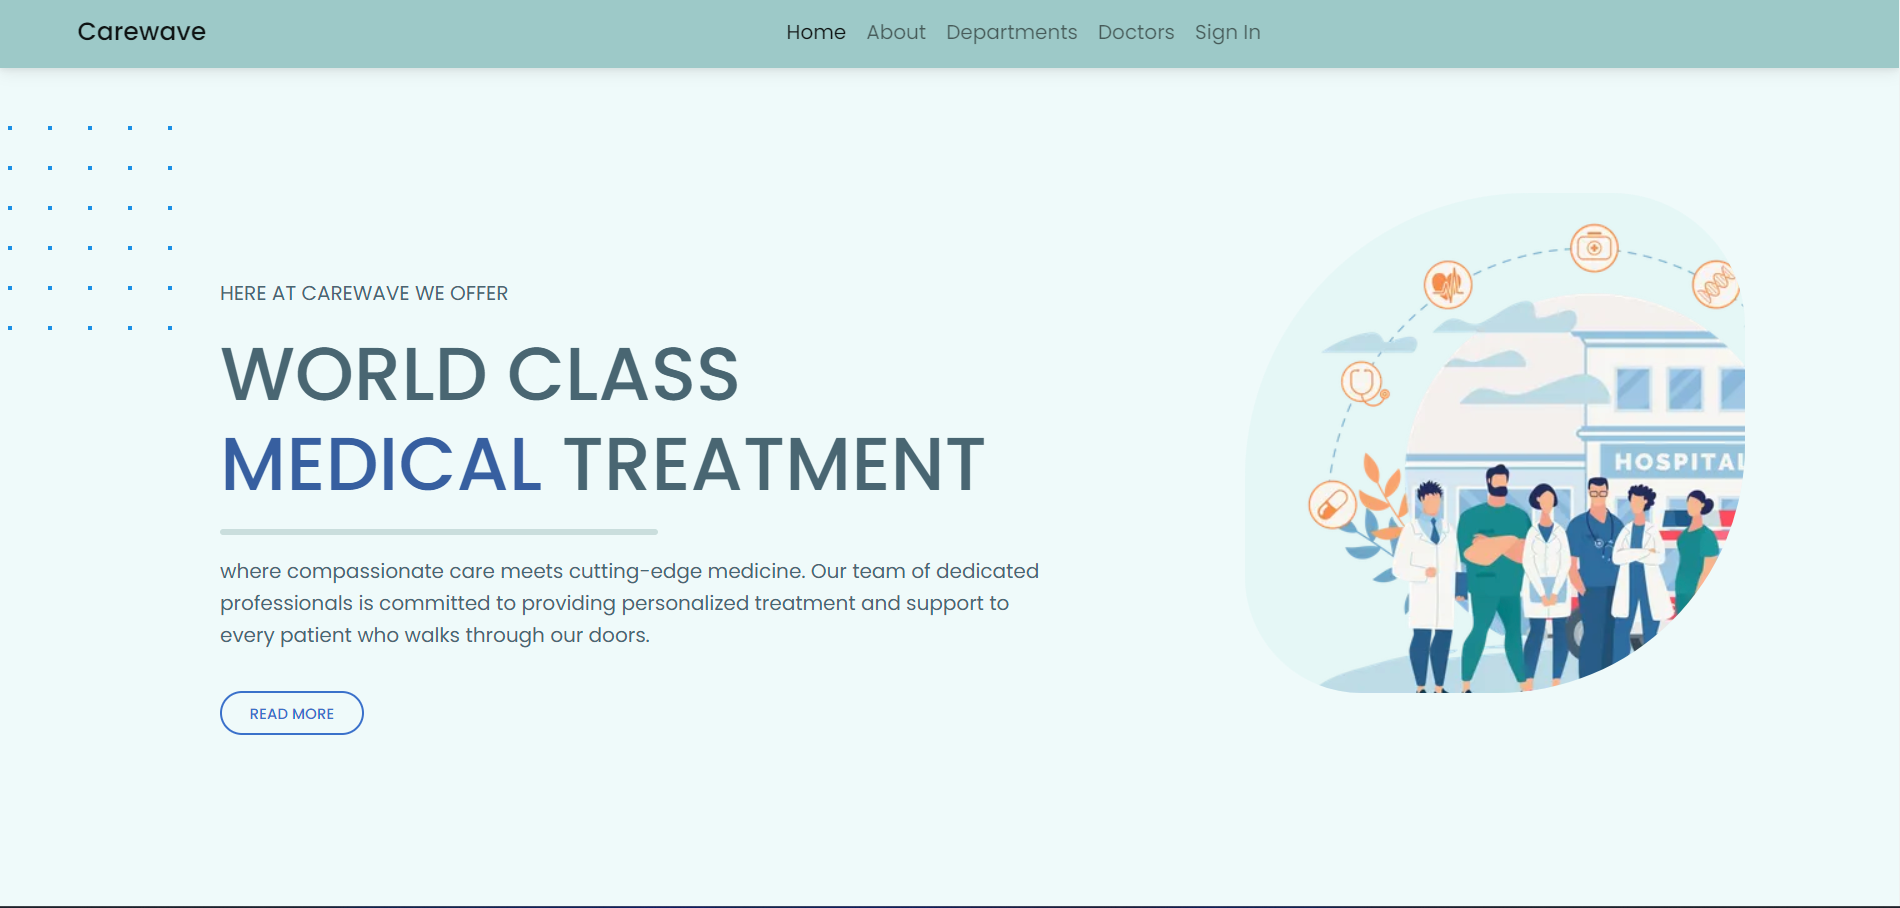 Carewave
Home About Departments Doctors Sign In
HERE AT CAREWAVE WE OFFER
WORLD CLASS
MEDICAL TREATMENT
where compassionate care meets cutting-edge medicine. Our team of dedicated
professionals is committed to providing personalized treatment and support to
every patient who walks through our doors.
READ MORE
HOSPITAL